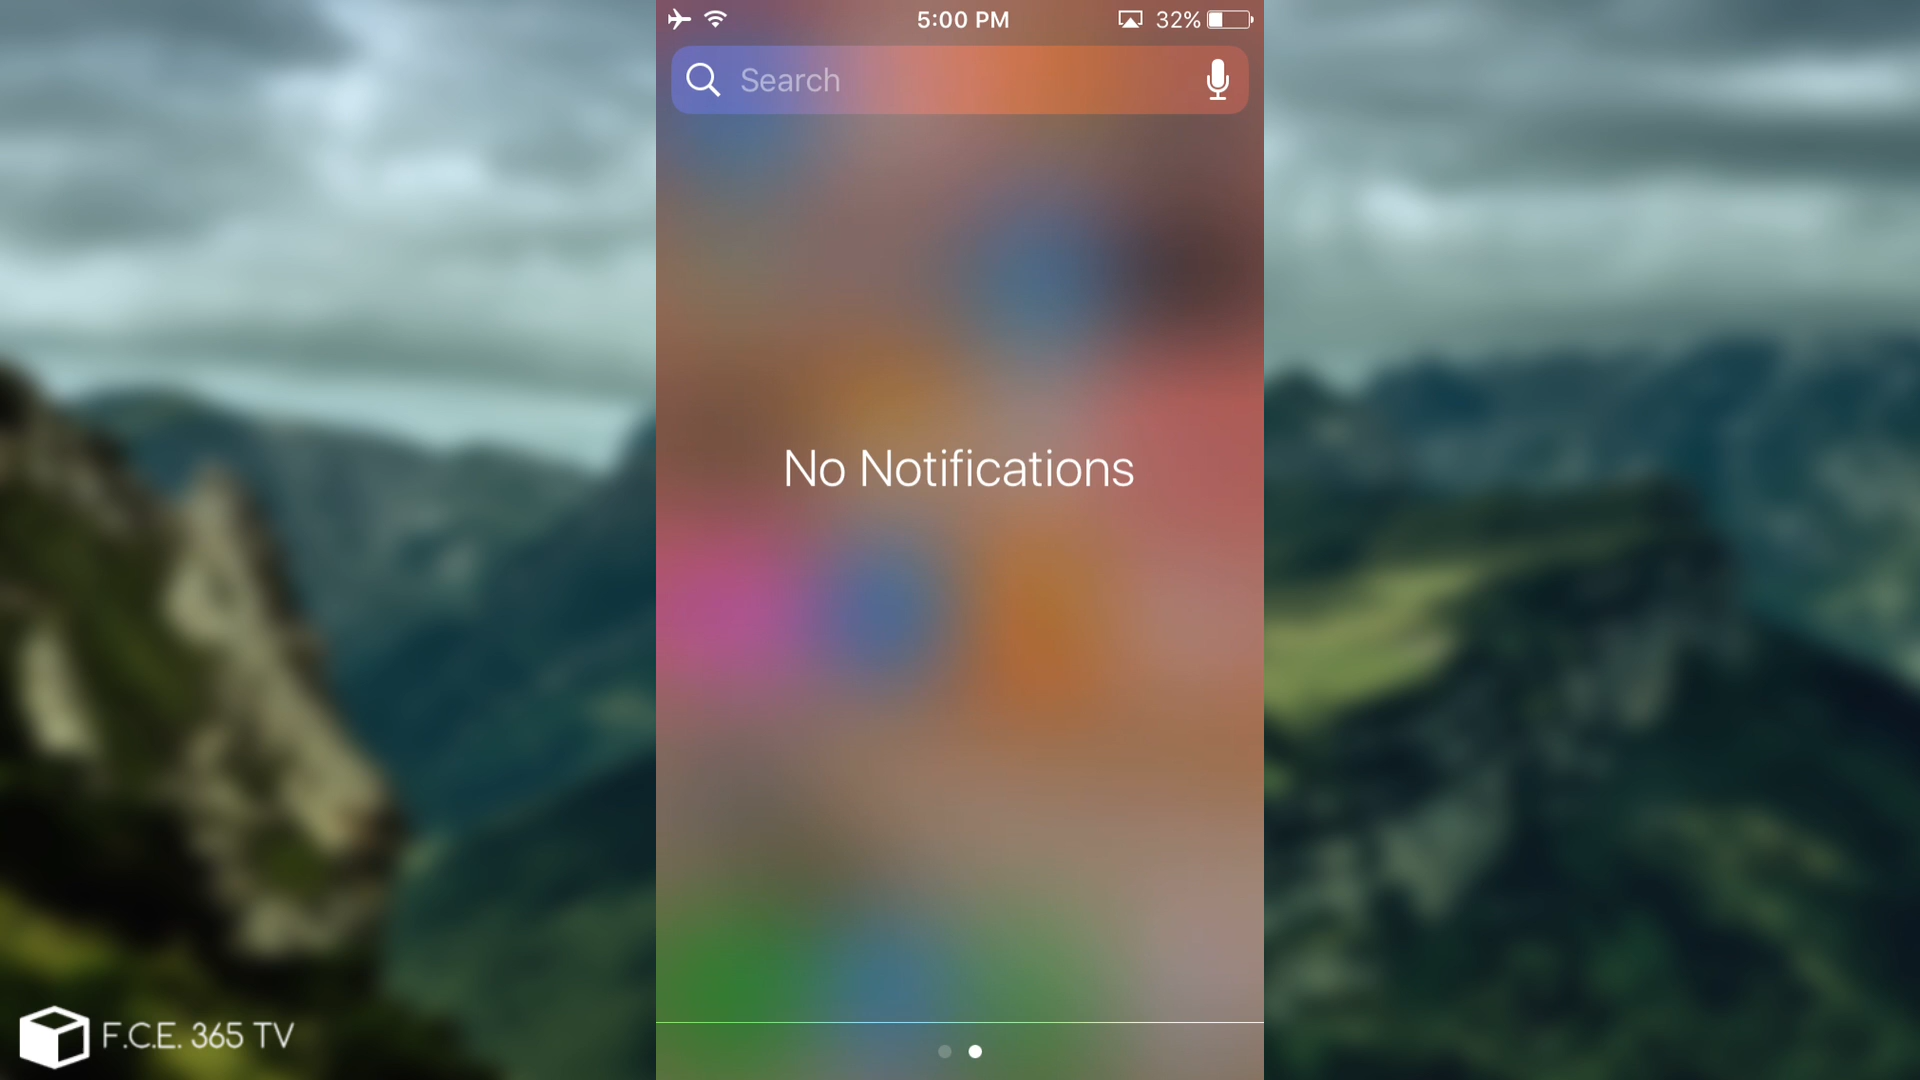 5:00 PM
32%
Search
No Notifications
F.C.E. 365 TV